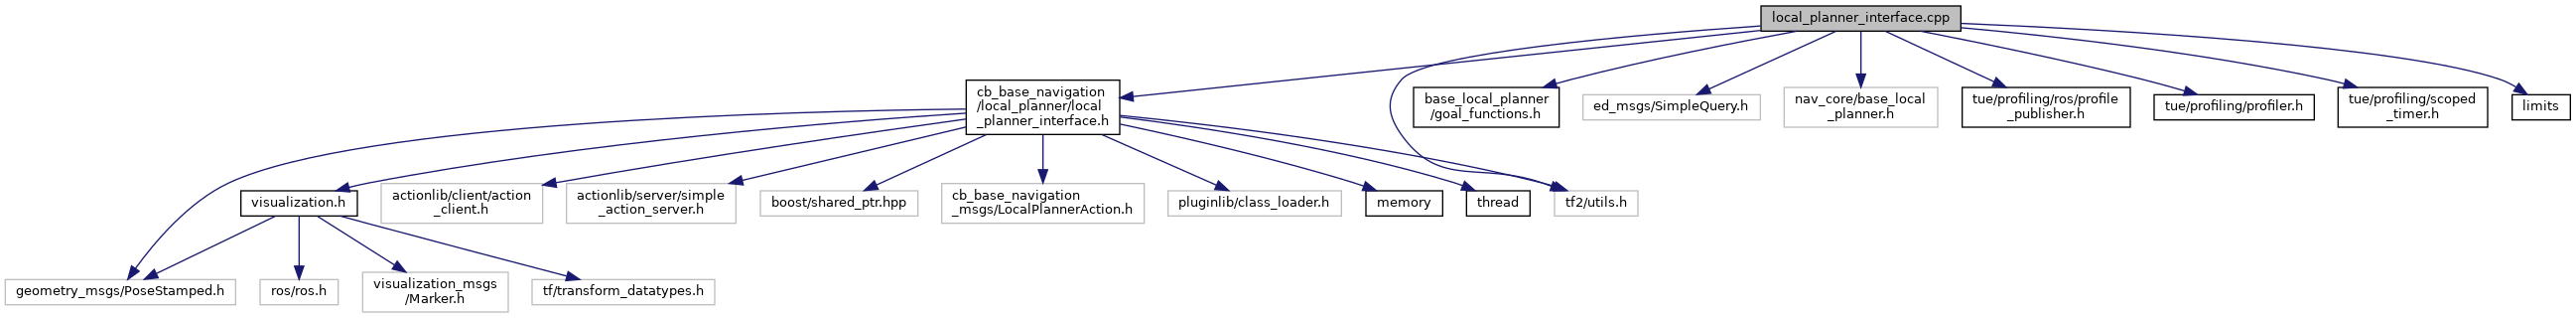 local_planner_interface.cpp
cb_base_navigation
/local_planner/local
_planner_interface.h
base_local_planner
/goal_functions.h
ed_msgs/SimpleQuery.h
nav_core/base_local
_planner.h
tue/profiling/ros/profile
_publisher.h
tue/profiling/profiler.h
tue/profiling/scoped
_timer.h
limits
visualization.h
actionlib/client/action
_client.h
actionlib/server/simple
_action_server.h
boost/shared_ptr.hpp
cb_base_navigation
_msgs/LocalPlannerAction.h
pluginlib/class_loader.h
memory
thread
tf2/utils.h
geometry_msgs/PoseStamped.h
ros/ros.h
visualization_msgs
/Marker.h
tf/transform_datatypes.h